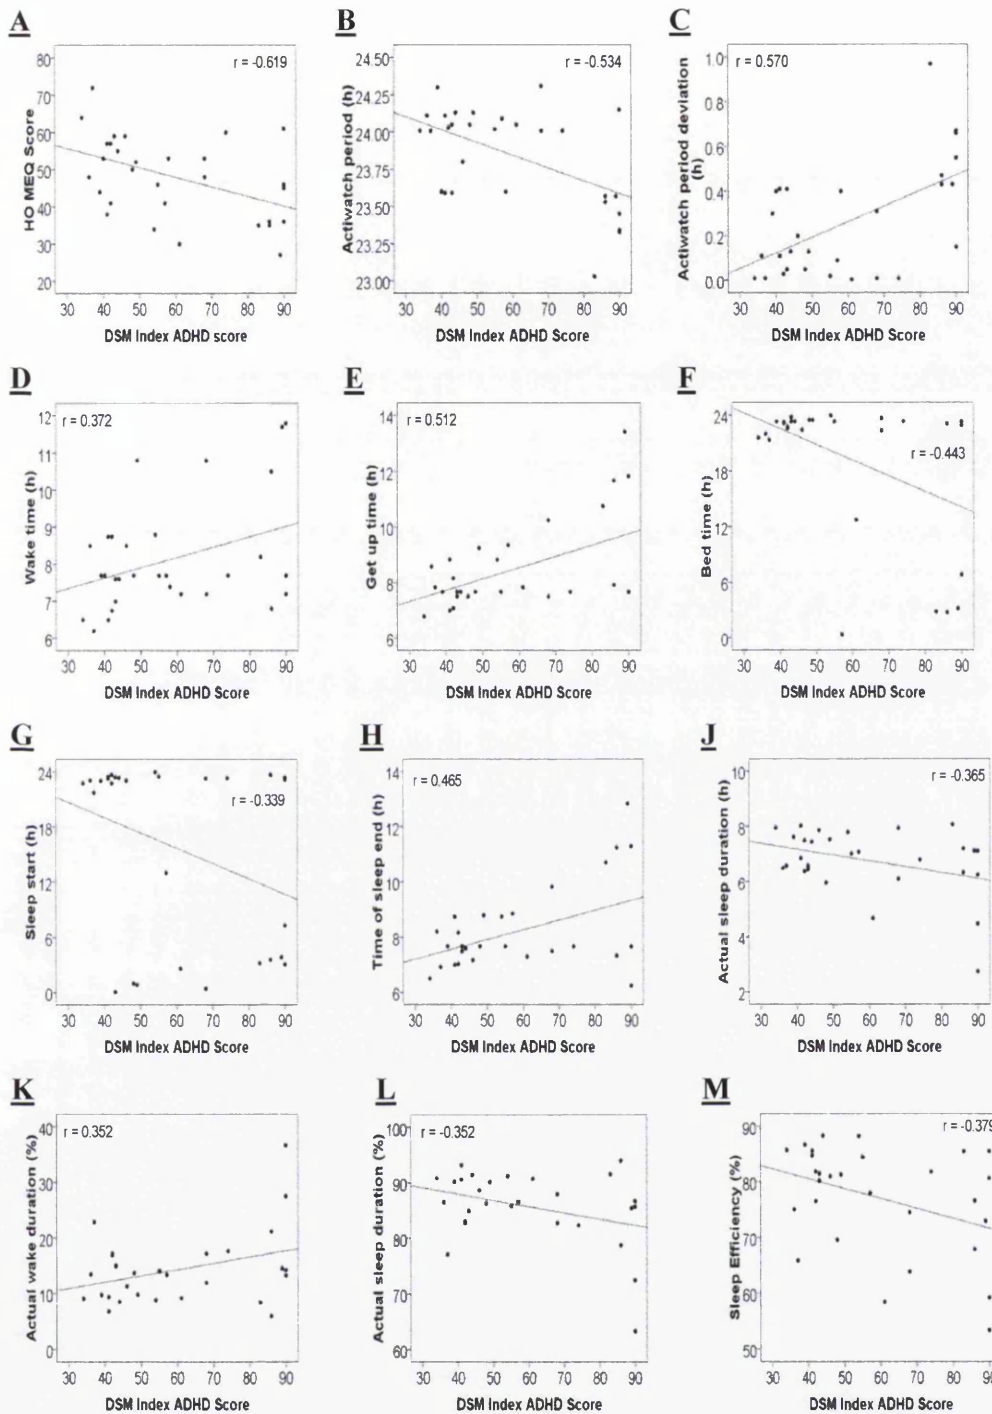 A
B
C
r = -0.619
r = -0.534
r = 0.570
HO MEQ Score
80
70
60
50
40
30
20
30 40 50 60 70 80 90
DSM Index ADHD score
Actiwatch period (h)
24.50
24.25
24.00
23.75
23.50
23.25
23.00
30 40 50 60 70 80 90
DSM Index ADHD score
Actiwatch period deviation
(h)
1.0
0.8
0.6
0.4
0.2
0.0
30 40 50 60 70 80 90
DSM Index ADHD Score
D
E
F
r = 0.372
r = 0.512
r = -0.443
Wake time (h)
12
11
10
9
8
7
6
30 40 50 60 70 80 90
DSM Index ADHD Score
Get up time (h)
14
12
10
8
6
30 40 50 60 70 80 90
DSM Index ADHD Score
Bed time (h)
24
18
12
6
0
30 40 50 60 70 80 90
DSM Index ADHD Score
G
H
J
r = -0.339
r = 0.465
r = -0.365
Sleep start (h)
24
18
12
6
0
30 40 50 60 70 80 90
DSM Index ADHD Score
Time of sleep end (h)
14
12
10
8
6
30 40 50 60 70 80 90
DSM Index ADHD Score
Actual sleep duration (h)
10
8
6
4
2
30 40 50 60 70 80 90
DSM Index ADHD Score
K
L
M
r = 0.352
r = -0.352
r = -0.379
Actual wake duration (%)
40
30
20
10
0
30 40 50 60 70 80 90
DSM Index ADHD Score
Actual sleep duration (%)
100
90
80
70
60
30 40 50 60 70 80 90
DSM Index ADHD Score
Sleep Efficiency (%)
90
80
70
60
50
30 40 50 60 70 80 90
DSM Index ADHD Score